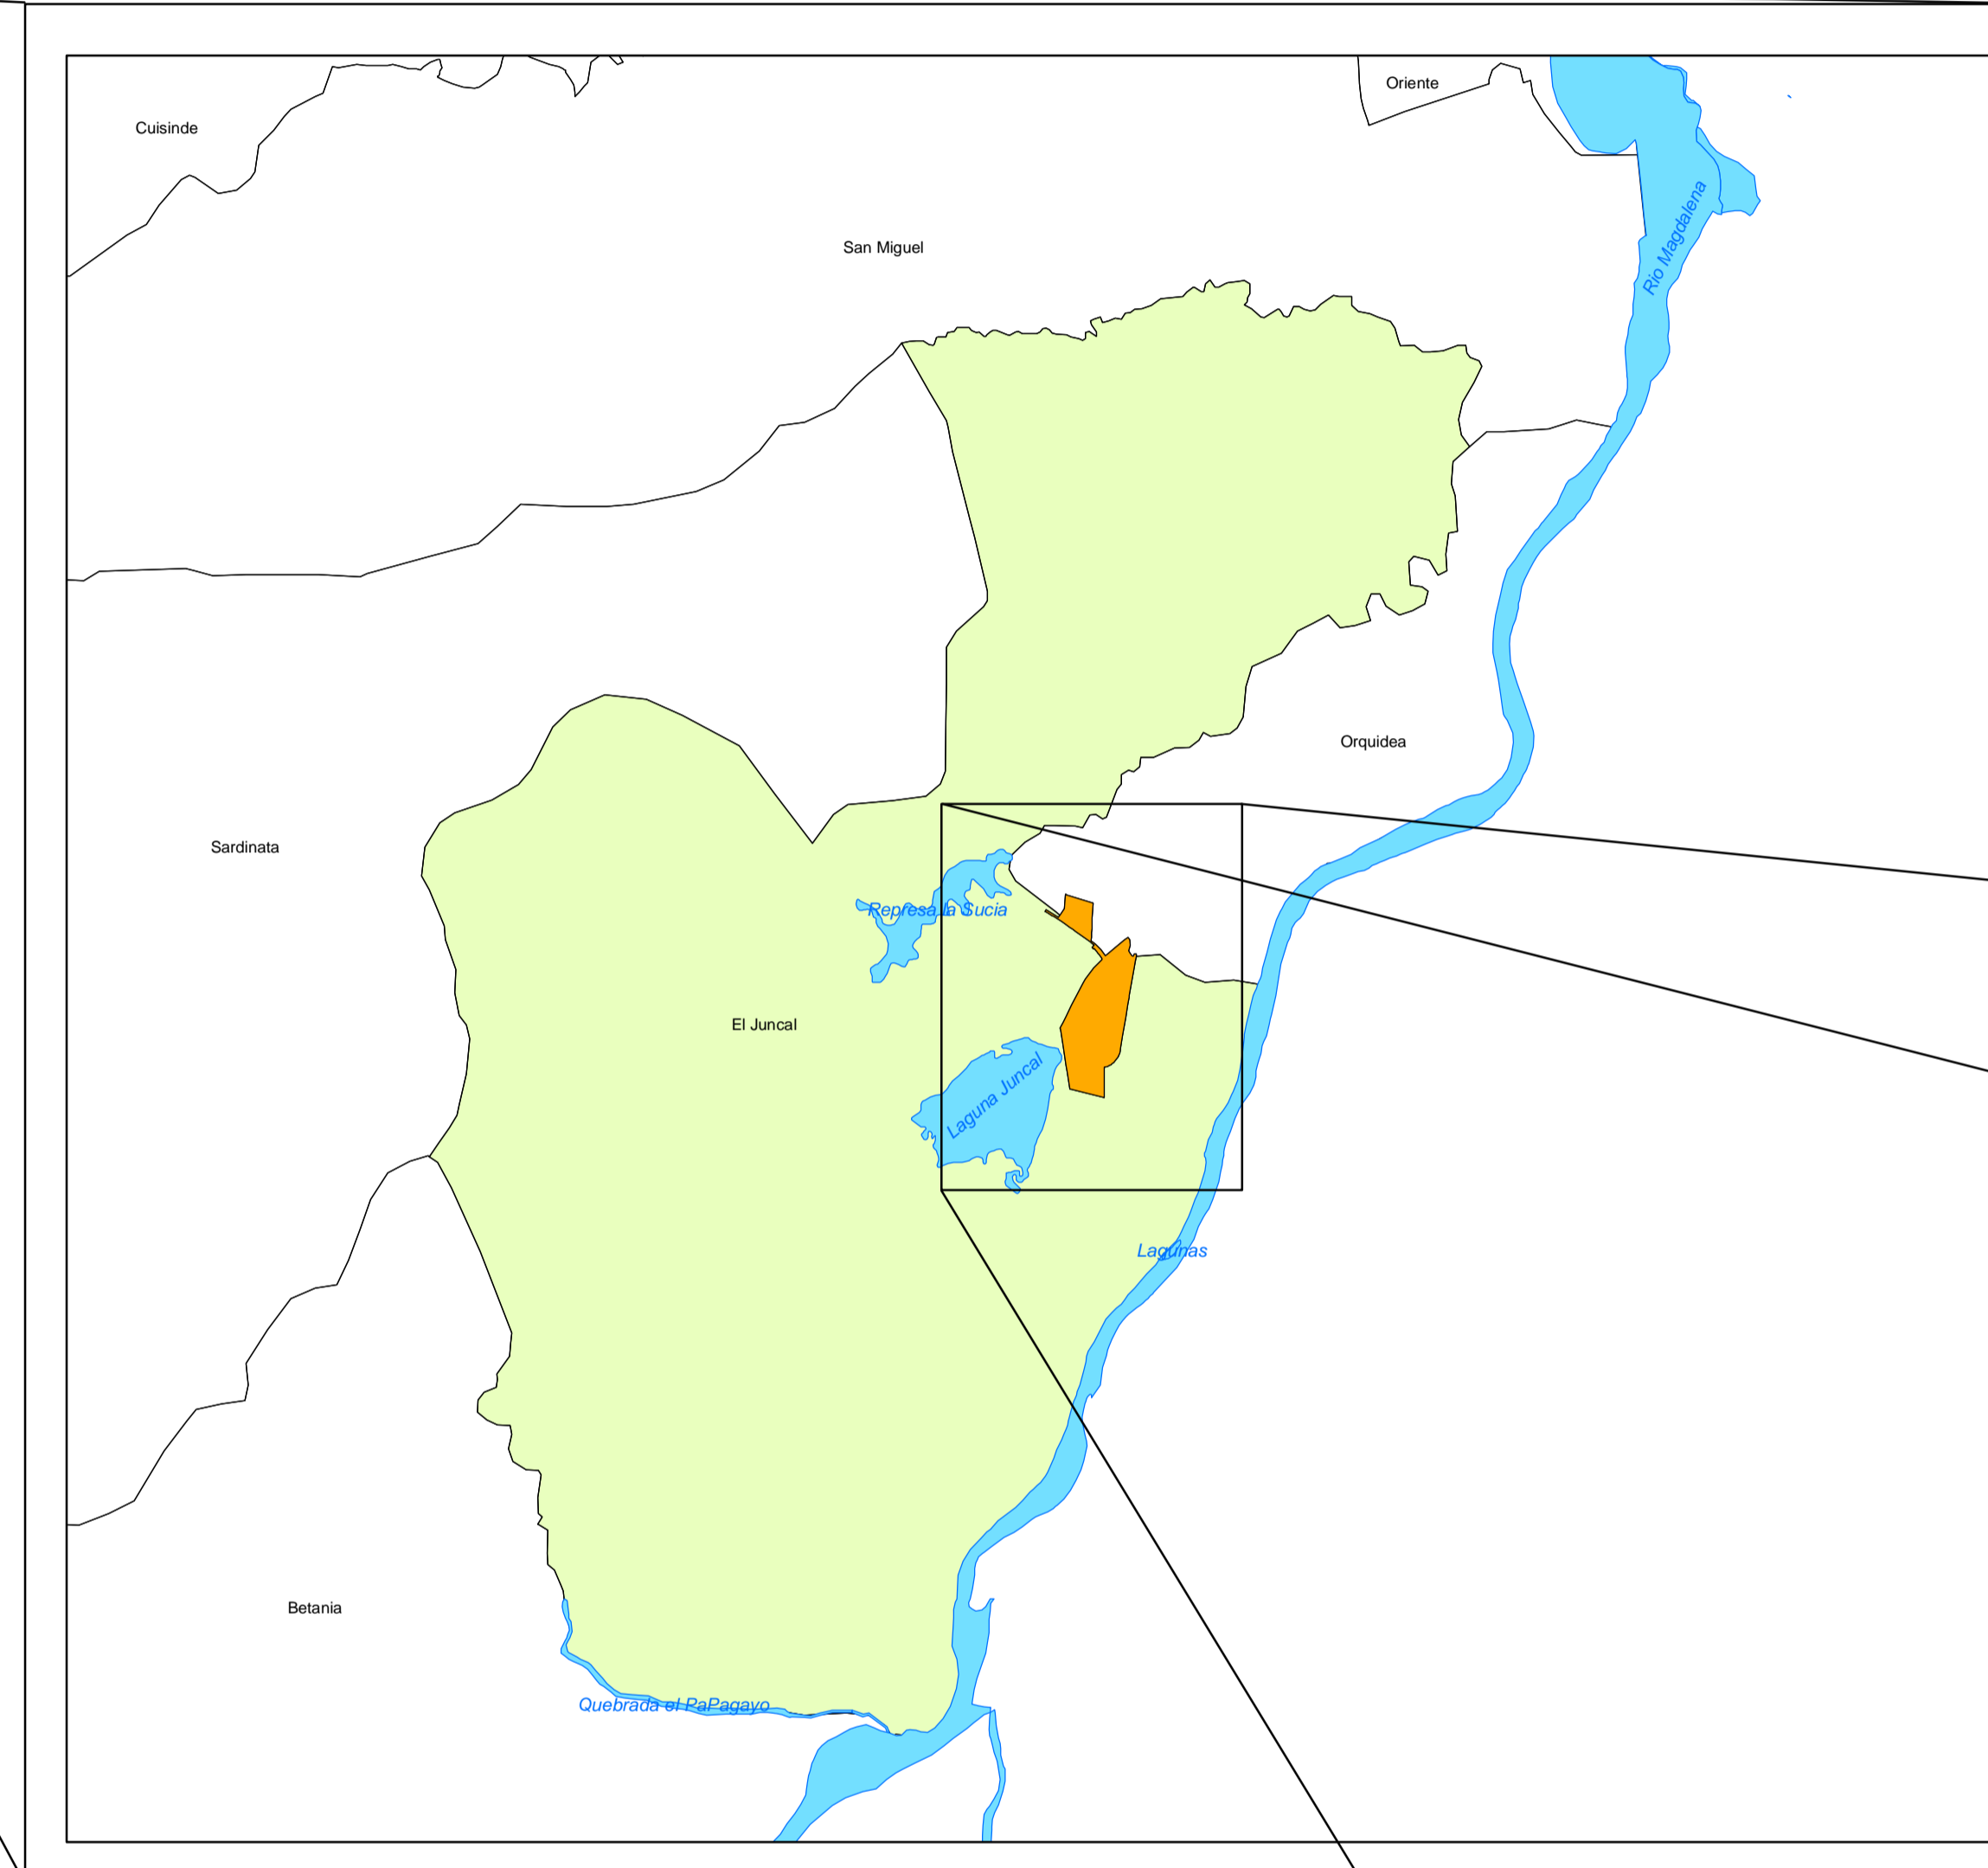 Oriente
Cuisinde
Rio Magdalena
San Miguel
Orquidea
Sardinata
Represa la Sucia
El Juncal
Laguna Juncal
Lagunas
Betania
Quebrada el PaPagayo